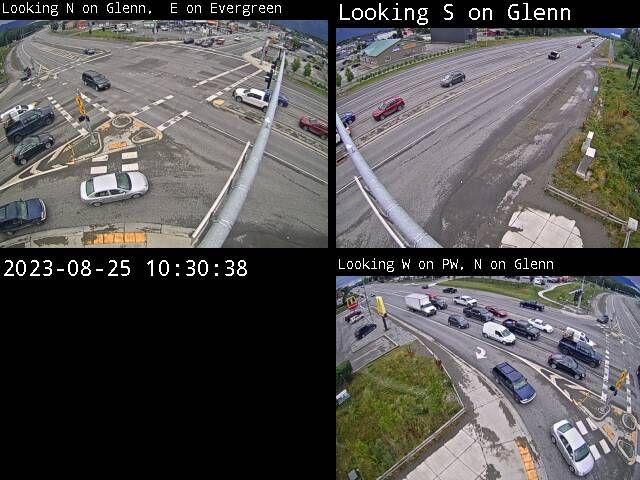 Looking N on Glenn, E on Evergreen
Looking S on Glenn
2023-08-25 10:30:38
Looking W on PW, N on Glenn